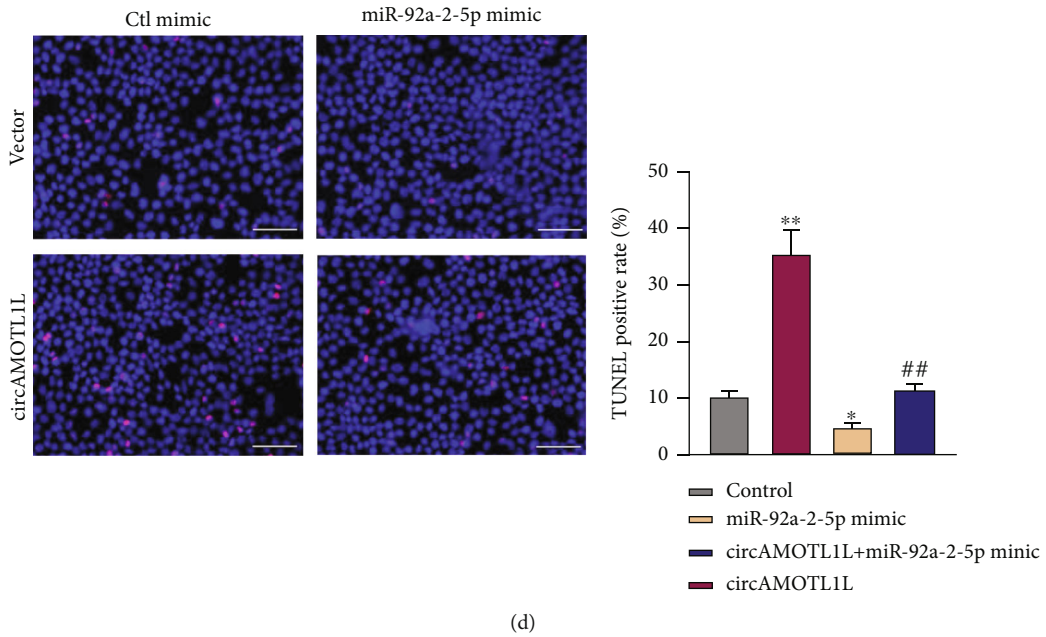 Ctl mimic
miR-92a-2-5p mimic
Vector
circAMOTL1L
TUNEL positive rate (%)
50
40
30
20
10
0
**
*
##
Control
miR-92a-2-5p mimic
circAMOTL1L+miR-92a-2-5p minic
circAMOTL1L
(d)